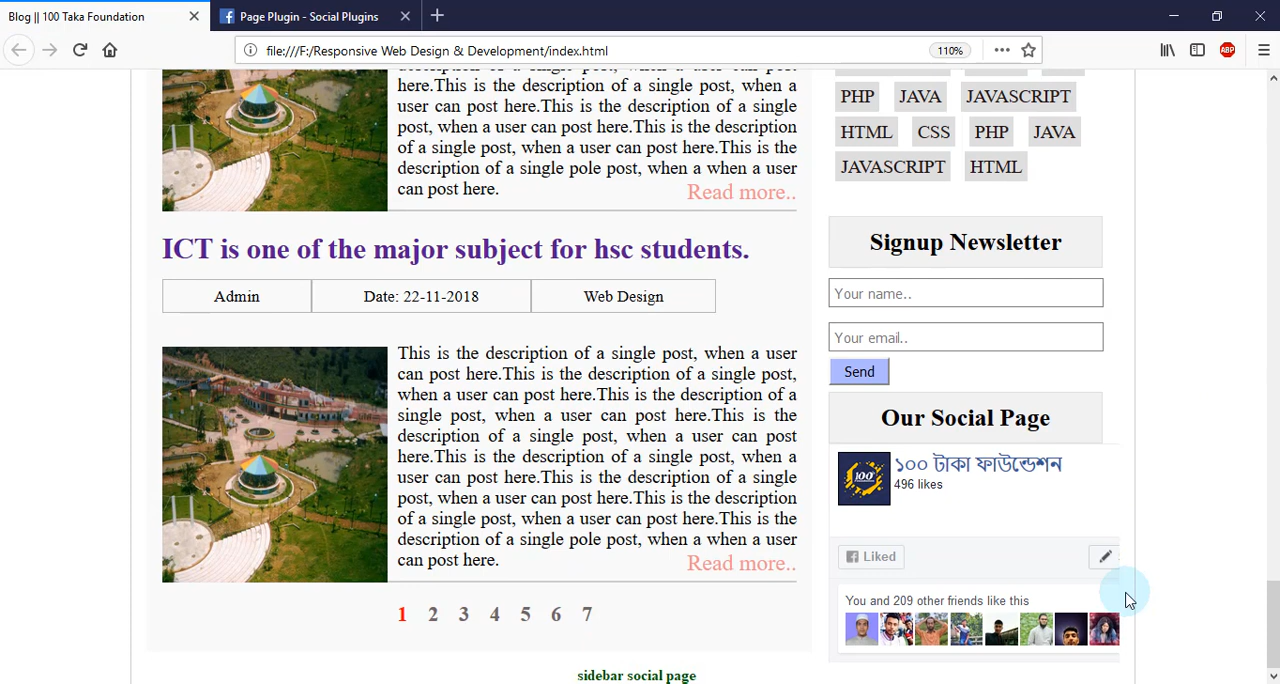 Blog || 100 Taka Foundation
Page Plugin - Social Plugins
file:///F:/Responsive Web Design & Development/index.html
110%
ABP
here.This is the description of a single post, when a
user can post here.This is the description of a single
post, when a user can post here.This is the description
of a single post, when a user can post here.This is the
description of a single pole post, when a when a user
can post here.
Read more..
ICT is one of the major subject for hsc students.
Admin
Date: 22-11-2018
Web Design
This is the description of a single post, when a user
can post here.This is the description of a single post,
when a user can post here.This is the description of a
single post, when a user can post here.This is the
description of a single post, when a user can post
here.This is the description of a single post, when a
user can post here.This is the description of a single
post, when a user can post here.This is the description
of a single post, when a user can post here.This is the
description of a single pole post, when a when a user
can post here.
Read more..
1 2 3 4 5 6 7
PHP JAVA JAVASCRIPT
HTML CSS PHP JAVA
JAVASCRIPT HTML
Signup Newsletter
Your name..
Your email..
Send
Our Social Page
100
১০০ টাকা ফাউন্ডেশন
496 likes
Liked
You and 209 other friends like this
sidebar social page